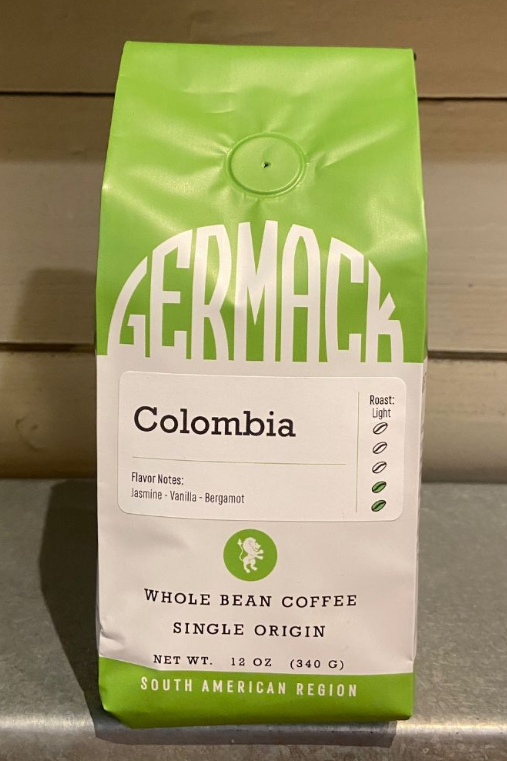 GERMACK
Colombia
Roast:
Light
Flavor Notes:
Jasmine - Vanilla - Bergamot
WHOLE BEAN COFFEE
SINGLE ORIGIN
NET WT. 12 OZ (340 G)
SOUTH AMERICAN REGION